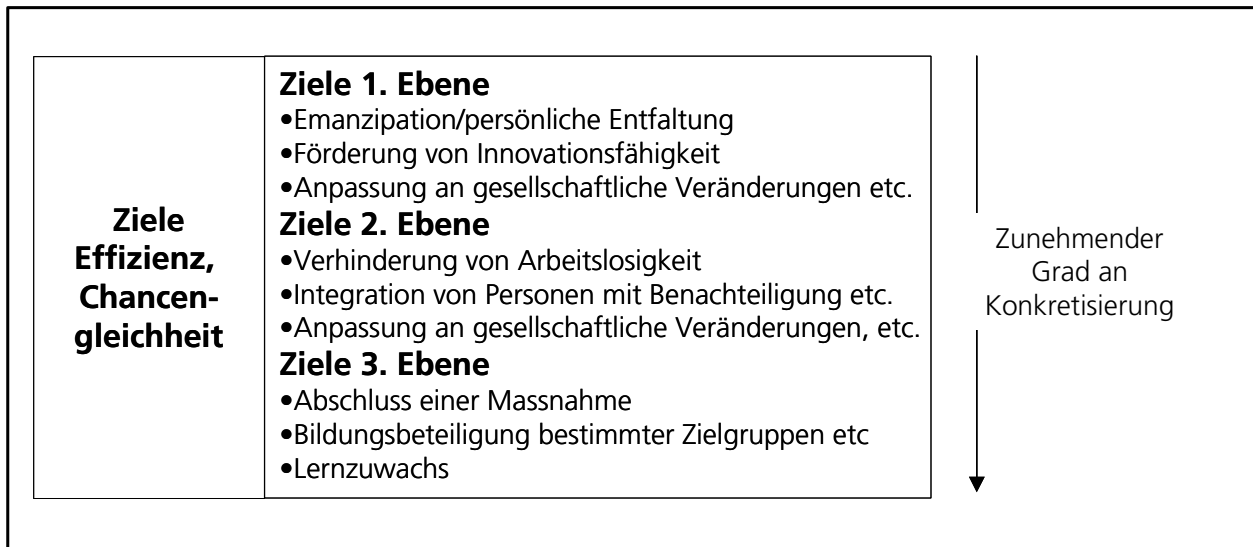 Ziele
Effizienz,
Chancen-
gleichheit
Ziele 1. Ebene
•Emanzipation/persönliche Entfaltung
•Förderung von Innovationsfähigkeit
•Anpassung an gesellschaftliche Veränderungen etc.
Ziele 2. Ebene
•Verhinderung von Arbeitslosigkeit
•Integration von Personen mit Benachteiligung etc.
•Anpassung an gesellschaftliche Veränderungen, etc.
Ziele 3. Ebene
•Abschluss einer Massnahme
•Bildungsbeteiligung bestimmter Zielgruppen etc
•Lernzuwachs
Zunehmender
Grad an
Konkretisierung